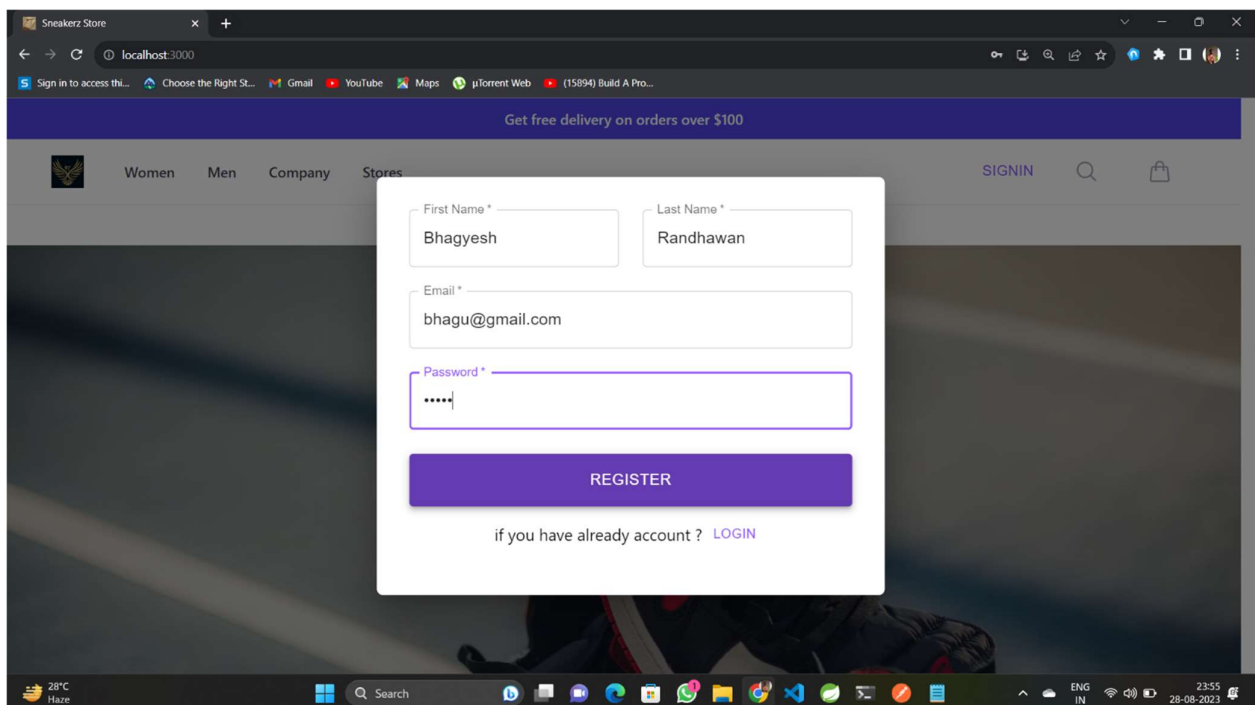 Sneakerz Store
localhost:3000
Sign in to access thi... Choose the Right St... Gmail YouTube Maps µTorrent Web (15894) Build A Pro...
Get free delivery on orders over $100
Women Men Company Stores SIGNIN
First Name * Last Name *
Bhagyesh Randhawan
Email *
bhagu@gmail.com
Password *
•••••
REGISTER
if you have already account ? LOGIN
28°C
Haze
Search
ENG
IN
23:55
28-08-2023